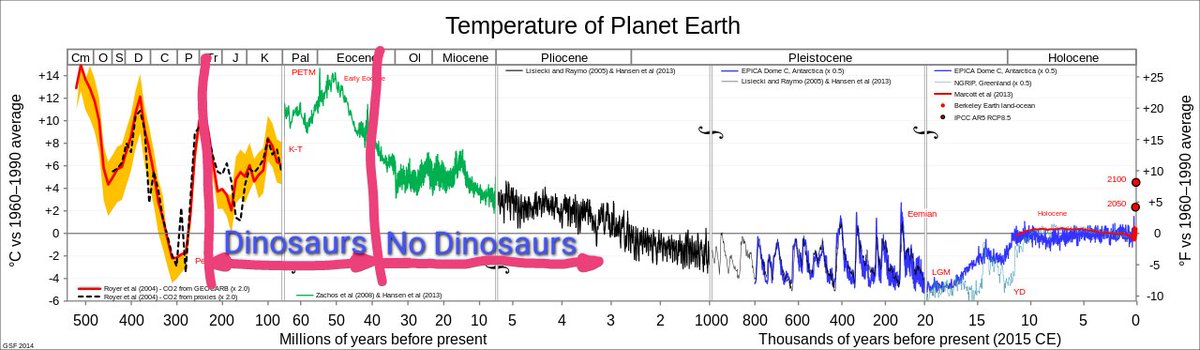 Temperature of Planet Earth
Cm O S D C P Tr J K Pal Eocene Ol Miocene Pliocene Pleistocene Holocene
°C vs 1960–1990 average
+14
+12
+10
+8
+6
+4
+2
0
-2
-4
-6
PETM
Early Eocene
K-T
Dinosaurs
No Dinosaurs
Royer et al (2004) - CO2 from GEOCARB (x 2.0)
Royer et al (2004) - CO2 from proxies (x 2.0)
Zachos et al (2008) & Hansen et al (2013)
Lisiecki and Raymo (2005) & Hansen et al (2013)
EPICA Dome C, Antarctica (x 0.5)
Lisiecki and Raymo (2005) & Hansen et al (2013)
EPICA Dome C, Antarctica (x 0.5)
NGRIP, Greenland (x 0.5)
Marcott et al (2013)
Berkeley Earth land-ocean
IPCC AR5 RCP8.5
Eemian
LGM
YD
Holocene
2100
2050
+25
+20
+15
+10
+5
0
-5
-10
°F vs 1960–1990 average
500 400 300 200 100 60 50 40 30 20 10 5 4 3 2 1000 800 600 400 200 20 15 10 5 0
Millions of years before present
Thousands of years before present (2015 CE)
GSF 2014